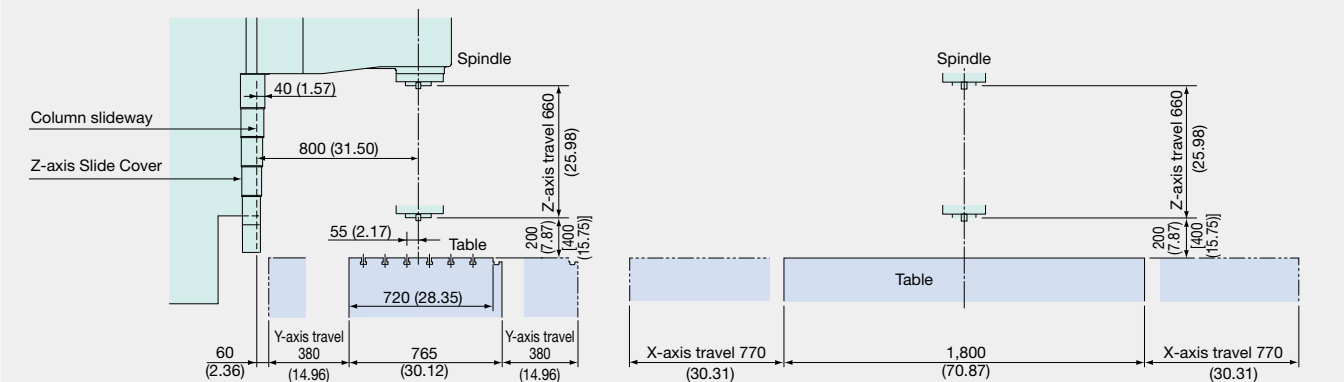 Spindle
40 (1.57)
Column slideway
800 (31.50)
Z-axis Slide Cover
Z-axis travel 660
(25.98)
55 (2.17)
Table
200
(7.87)
[400
(15.75)]
720 (28.35)
60
(2.36)
Y-axis travel
380
(14.96)
765
(30.12)
Y-axis travel
380
(14.96)
Spindle
Z-axis travel 660
(25.98)
200
(7.87)
[400
(15.75)]
Table
X-axis travel 770
(30.31)
1,800
(70.87)
X-axis travel 770
(30.31)